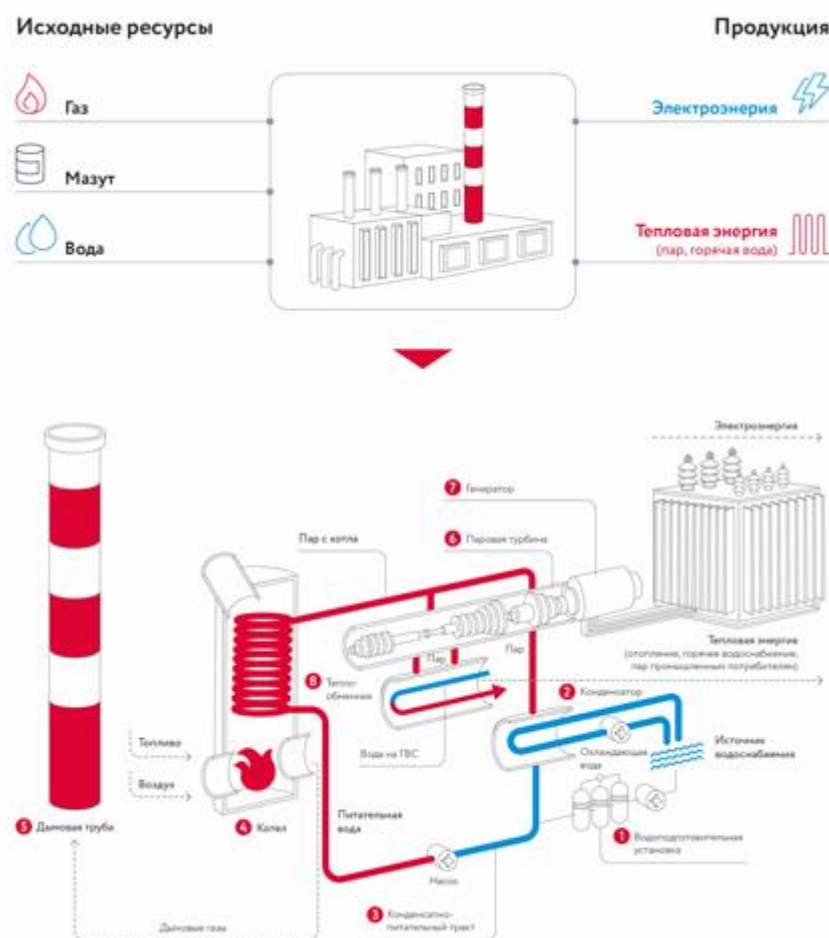 Исходные ресурсы
Продукция
Газ
Мазут
Вода
Электроэнерия
Тепловая энергия
(пар, горячая вода)
Электроэнергия
7 Генератор
6 Паровая турбина
Пар с котла
Тепловая энергия
(отопление, горячее водоснабжение,
пар промышленным потребителям)
Пар
Пар
8 Тепло-
обменник
2 Конденсатор
Вода на ГВС
Охлаждающая
вода
Источник
водоснабжения
Топливо
Воздух
5 Дымовая труба
4 Котел
Питательная
вода
1 Водоподготовительная
установка
Насос
3 Конденсатно-
питательный тракт
Дымовые газы